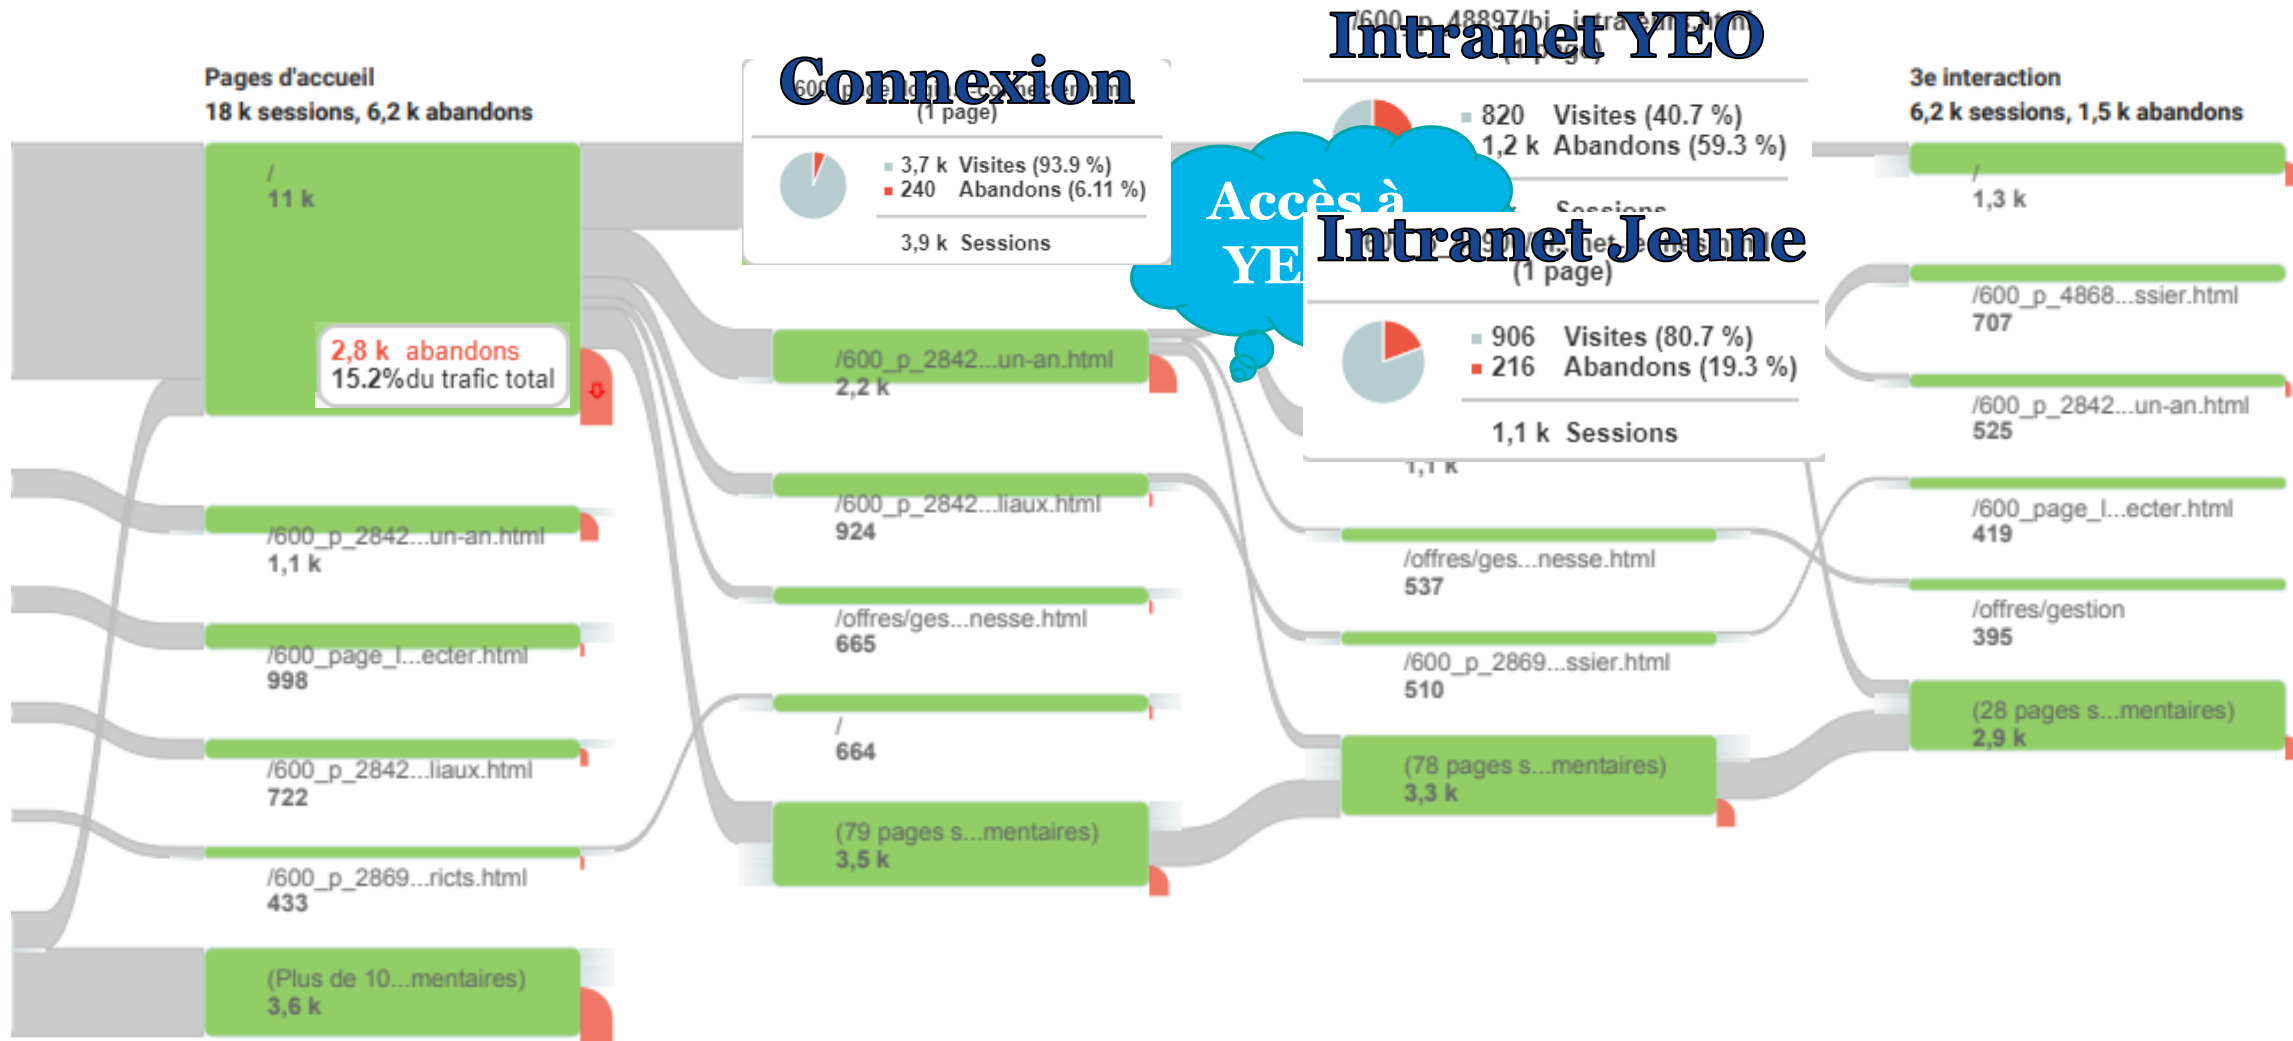 Pages d'accueil
18 k sessions, 6,2 k abandons
/
11 k
2,8 k abandons
15.2% du trafic total
/600_p_2842...un-an.html
1,1 k
/600_page_l...ecter.html
998
/600_p_2842...liaux.html
722
/600_p_2869...ricts.html
433
(Plus de 10...mentaires)
3,6 k
Connexion
(1 page)
3,7 k Visites (93.9 %)
240 Abandons (6.11 %)
3,9 k Sessions
/600_p_2842...un-an.html
2,2 k
/600_p_2842...liaux.html
924
/offres/ges...nesse.html
665
/
664
(79 pages s...mentaires)
3,5 k
Accès à
Intranet YEO
820 Visites (40.7 %)
1,2 k Abandons (59.3 %)
Sessions
Intranet Jeune
(1 page)
906 Visites (80.7 %)
216 Abandons (19.3 %)
1,1 k Sessions
1,1 k
/offres/ges...nesse.html
537
/600_p_2869...ssier.html
510
(78 pages s...mentaires)
3,3 k
3e interaction
6,2 k sessions, 1,5 k abandons
/
1,3 k
/600_p_4868...ssier.html
707
/600_p_2842...un-an.html
525
/600_page_l...ecter.html
419
/offres/gestion
395
(28 pages s...mentaires)
2,9 k